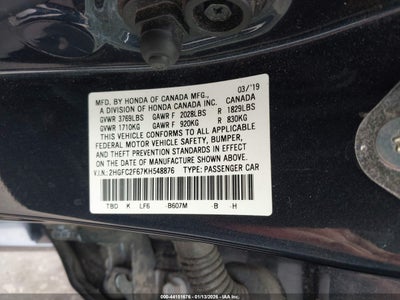 MFD. BY HONDA OF CANADA MFG., 03/'19
A DIVISION OF HONDA CANADA INC. CANADA
GVWR 3769LBS GAWR F 2028LBS R 1829LBS
GVWR 1710KG GAWR F 920KG R 830KG
THIS VEHICLE CONFORMS TO ALL APPLICABLE
FEDERAL MOTOR VEHICLE SAFETY, BUMPER,
AND THEFT PREVENTION STANDARDS IN EFFECT ON
THE DATE OF MANUFACTURE SHOWN ABOVE.
V.I.N.: 2HGFC2F67KH548876 TYPE: PASSENGER CAR
TBD K LF6 -B607M -B -H
000-44151676 - 01/13/2026 - 000
IAA Inc.